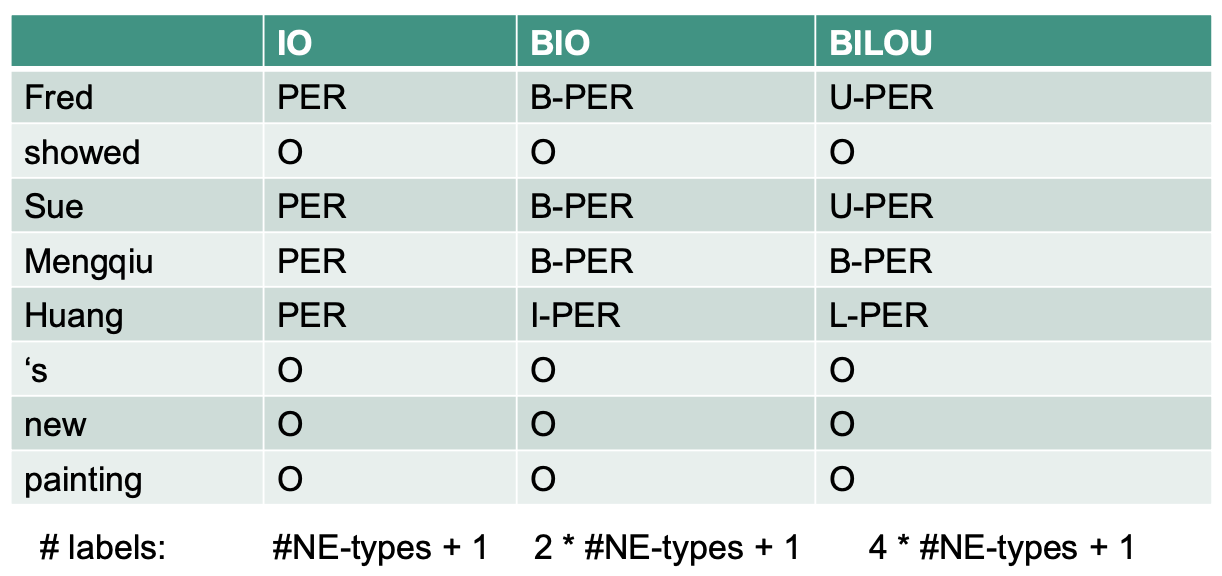 IO BIO BILOU
Fred PER B-PER U-PER
showed O O O
Sue PER B-PER U-PER
Mengqiu PER B-PER B-PER
Huang PER I-PER L-PER
‘s O O O
new O O O
painting O O O
# labels: #NE-types + 1 2 * #NE-types + 1 4 * #NE-types + 1